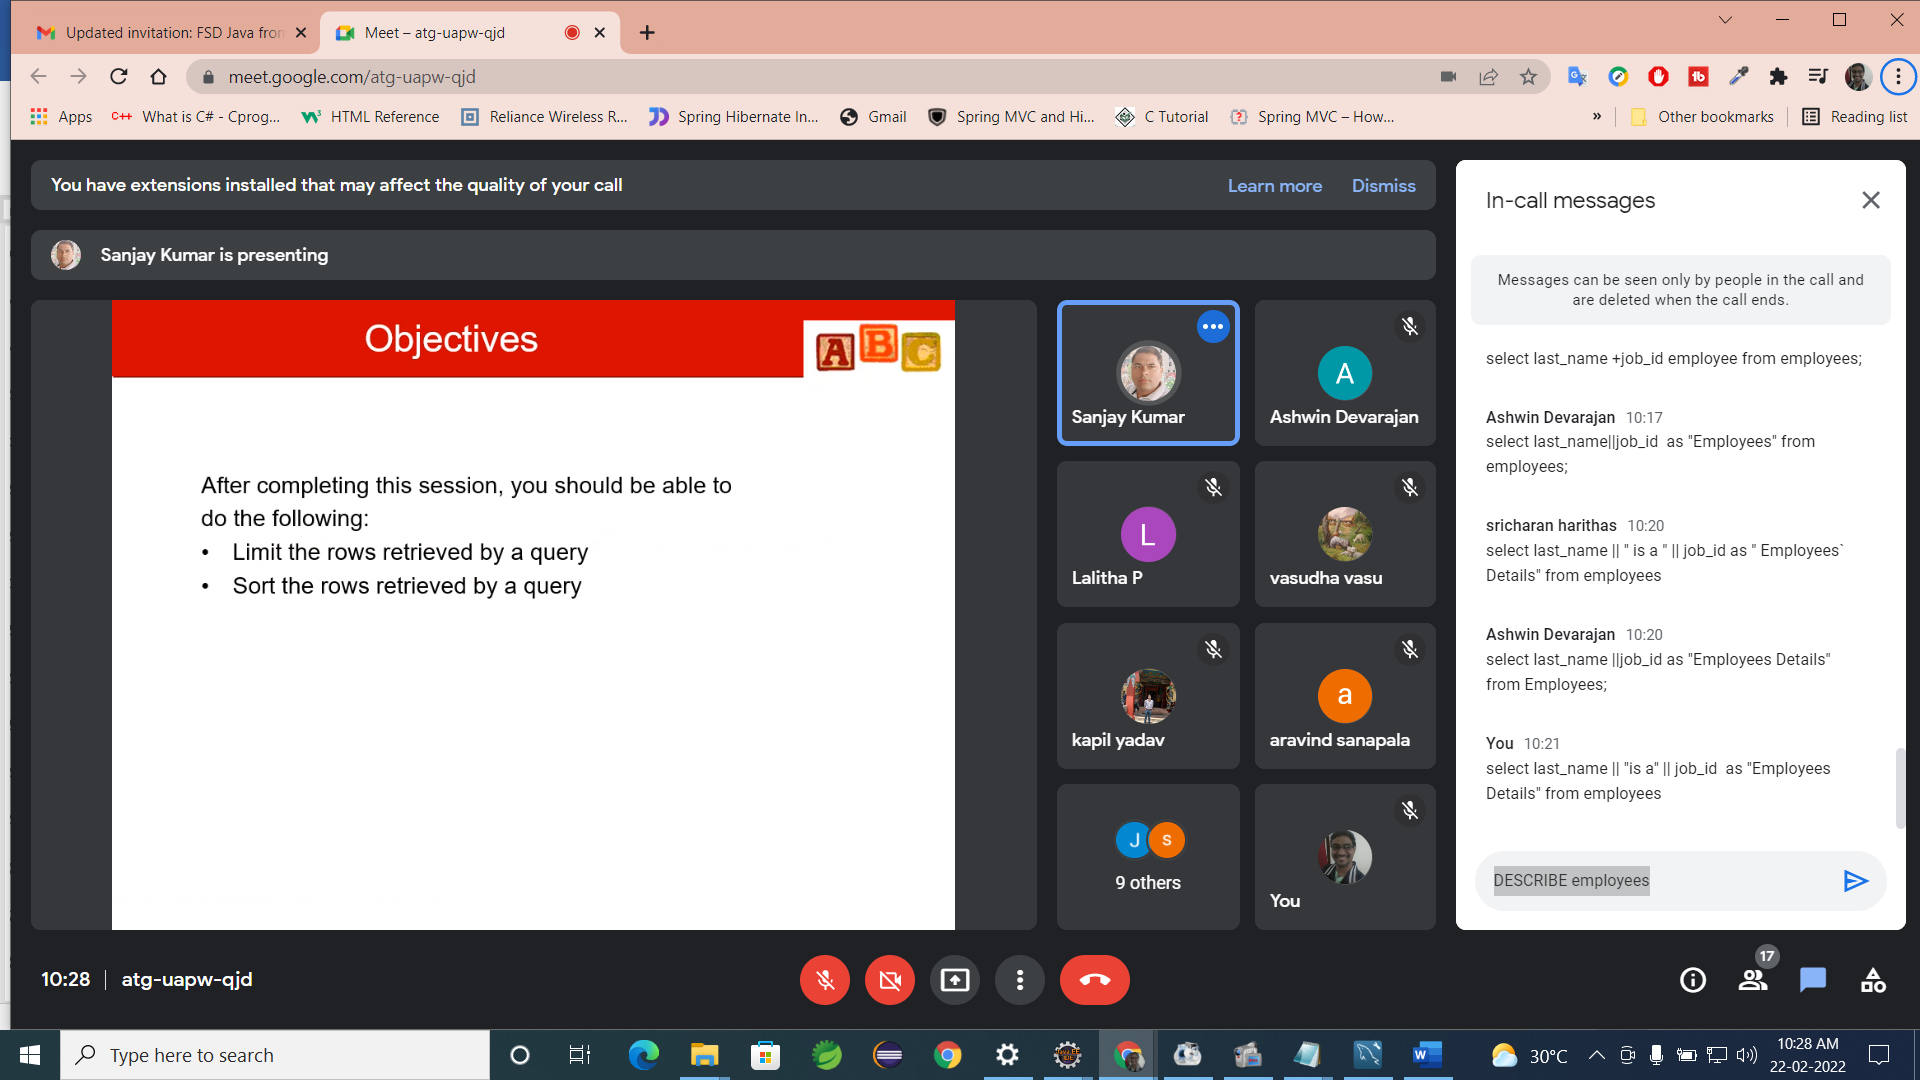 Updated invitation: FSD Java fron
Meet – atg-uapw-qjd
meet.google.com/atg-uapw-qjd
Apps
What is C# - Cprog...
HTML Reference
Reliance Wireless R...
Spring Hibernate In...
Gmail
Spring MVC and Hi...
C Tutorial
Spring MVC – How...
»
Other bookmarks
Reading list
You have extensions installed that may affect the quality of your call
Learn more
Dismiss
Sanjay Kumar is presenting
Objectives
A B C
After completing this session, you should be able to
do the following:
• Limit the rows retrieved by a query
• Sort the rows retrieved by a query
Sanjay Kumar
A
Ashwin Devarajan
L
Lalitha P
vasudha vasu
kapil yadav
a
aravind sanapala
J s
9 others
You
In-call messages
Messages can be seen only by people in the call and
are deleted when the call ends.
select last_name +job_id employee from employees;
Ashwin Devarajan 10:17
select last_name||job_id  as "Employees" from
employees;
sricharan harithas 10:20
select last_name || " is a " || job_id as " Employees`
Details" from employees
Ashwin Devarajan 10:20
select last_name ||job_id as "Employees Details"
from Employees;
You 10:21
select last_name || "is a" || job_id  as "Employees
Details" from employees
DESCRIBE employees
10:28 | atg-uapw-qjd
17
Type here to search
30°C
10:28 AM
22-02-2022